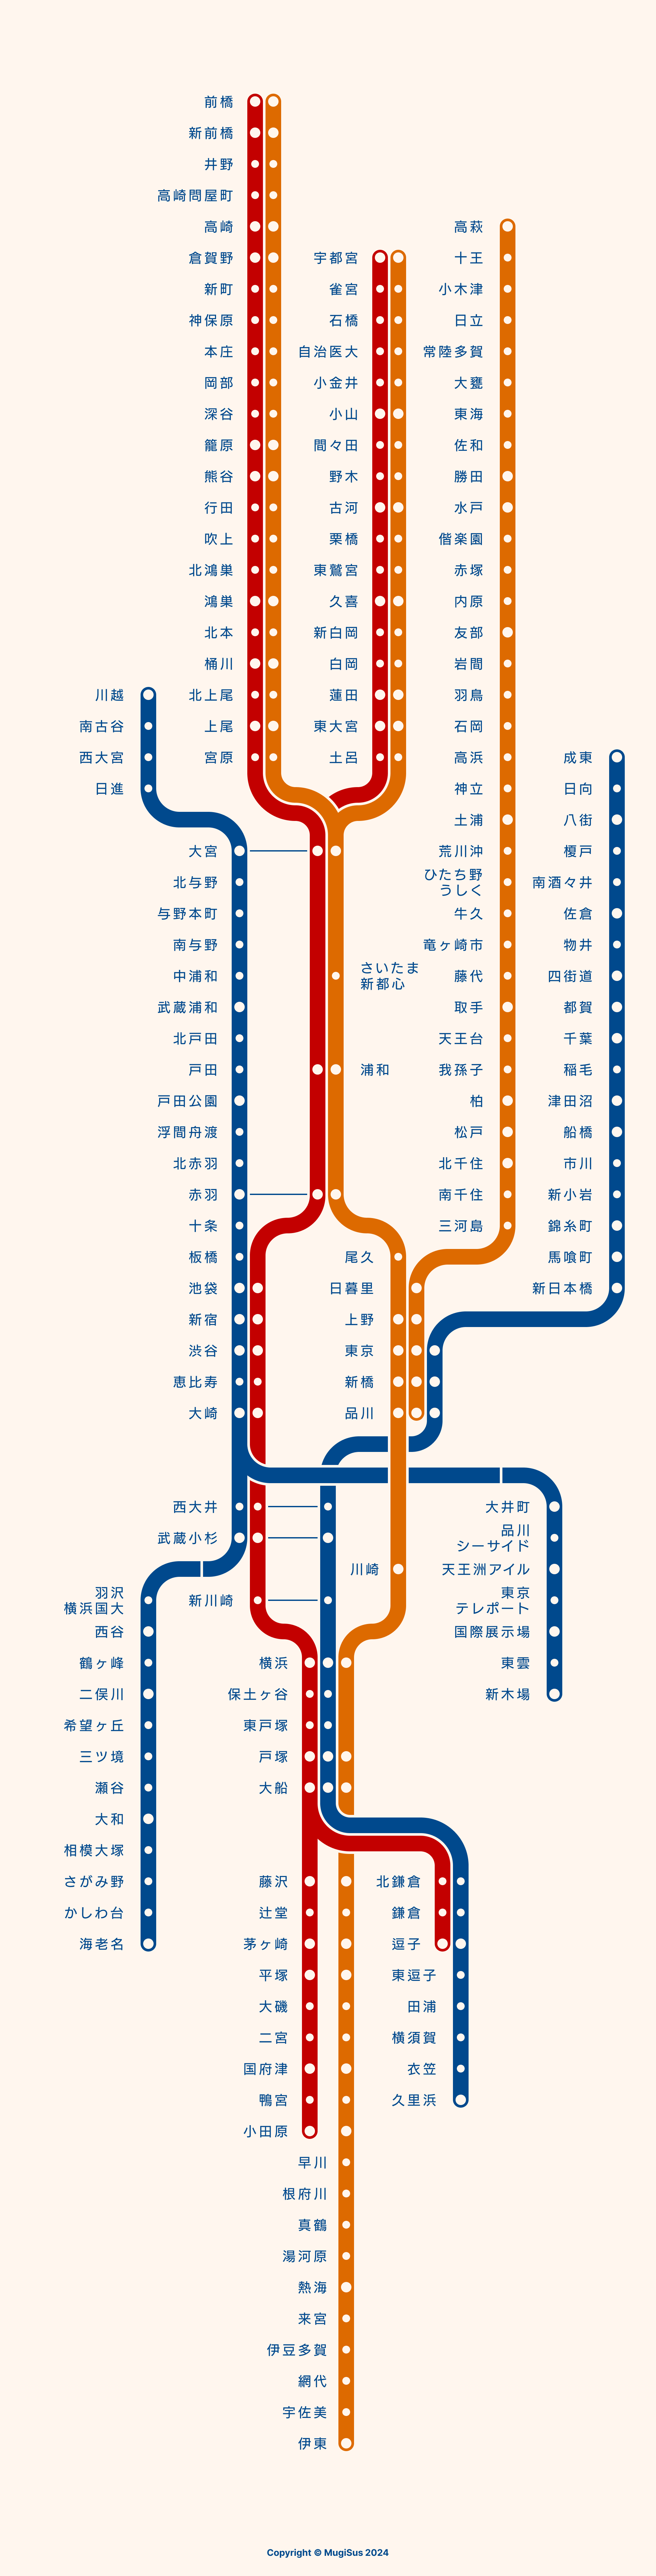 前橋
新前橋
井野
高崎問屋町
高崎
倉賀野
新町
神保原
本庄
岡部
深谷
籠原
熊谷
行田
吹上
北鴻巣
鴻巣
北本
桶川
北上尾
上尾
宮原
宇都宮
雀宮
石橋
自治医大
小金井
小山
間々田
野木
古河
栗橋
東鷲宮
久喜
新白岡
白岡
蓮田
東大宮
土呂
高萩
十王
小木津
日立
常陸多賀
大甕
東海
佐和
勝田
水戸
偕楽園
赤塚
内原
友部
岩間
羽鳥
石岡
高浜
神立
土浦
荒川沖
ひたち野
うしく
牛久
竜ヶ崎市
藤代
取手
天王台
我孫子
柏
松戸
北千住
南千住
三河島
成東
日向
八街
榎戸
南酒々井
佐倉
物井
四街道
都賀
千葉
稲毛
津田沼
船橋
市川
新小岩
錦糸町
馬喰町
新日本橋
川越
南古谷
西大宮
日進
大宮
北与野
与野本町
南与野
中浦和
武蔵浦和
北戸田
戸田
戸田公園
浮間舟渡
北赤羽
赤羽
十条
板橋
池袋
新宿
渋谷
恵比寿
大崎
さいたま
新都心
浦和
尾久
日暮里
上野
東京
新橋
品川
西大井
武蔵小杉
新川崎
川崎
大井町
品川
シーサイド
天王洲アイル
東京
テレポート
国際展示場
東雲
新木場
羽沢
横浜国大
西谷
鶴ヶ峰
二俣川
希望ヶ丘
三ツ境
瀬谷
大和
相模大塚
さがみ野
かしわ台
海老名
横浜
保土ヶ谷
東戸塚
戸塚
大船
藤沢
辻堂
茅ヶ崎
平塚
大磯
二宮
国府津
鴨宮
小田原
北鎌倉
鎌倉
逗子
東逗子
田浦
横須賀
衣笠
久里浜
早川
根府川
真鶴
湯河原
熱海
来宮
伊豆多賀
網代
宇佐美
伊東
Copyright © MugiSus 2024